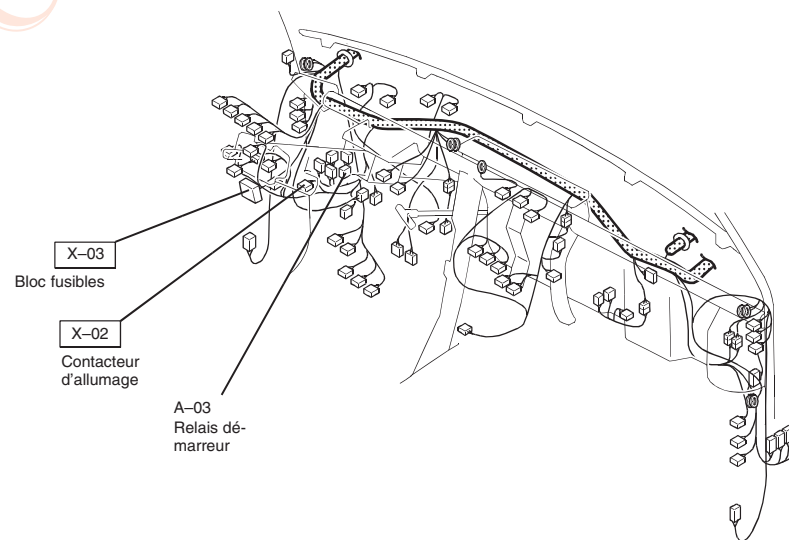 X–03
Bloc fusibles
X–02
Contacteur
d'allumage
A–03
Relais dé-
marreur